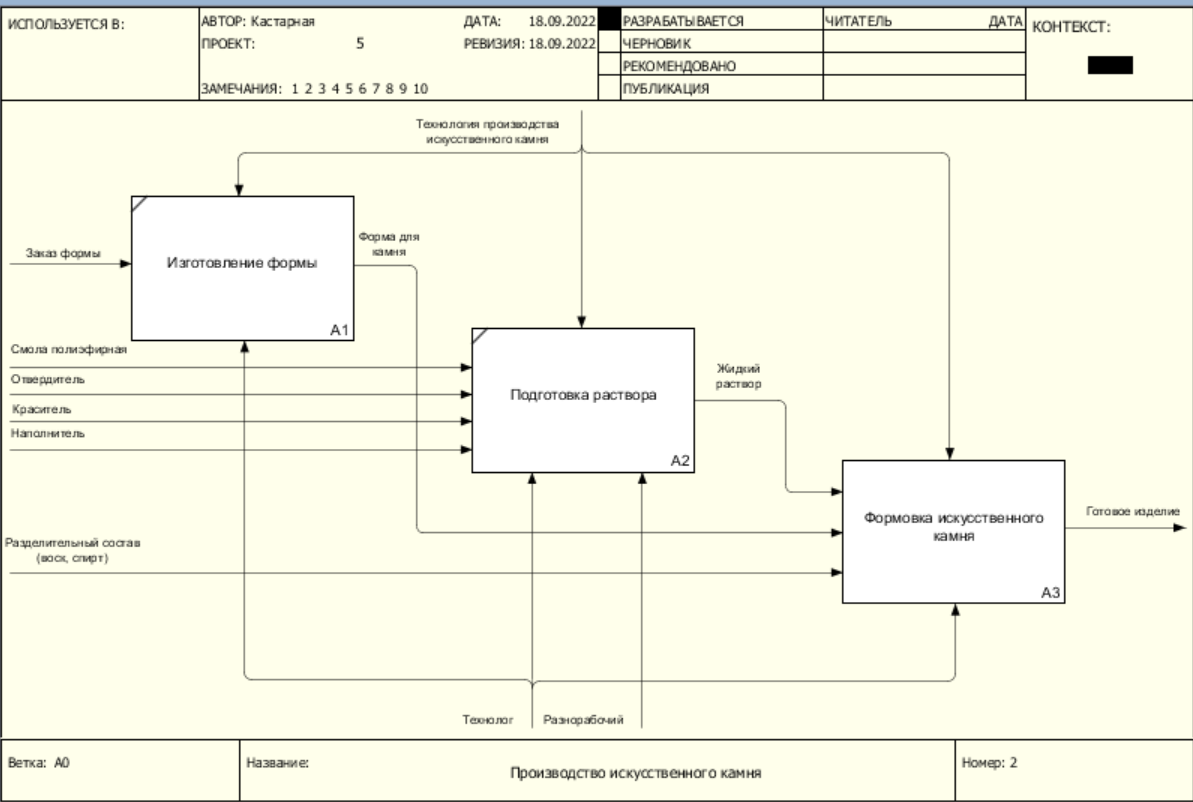 ИСПОЛЬЗУЕТСЯ В:
АВТОР: Кастарная
ДАТА: 18.09.2022
ПРОЕКТ: 5
РЕВИЗИЯ: 18.09.2022
ЗАМЕЧАНИЯ: 1 2 3 4 5 6 7 8 9 10
РАЗРАБАТЫВАЕТСЯ
ЧЕРНОВИК
РЕКОМЕНДОВАНО
ПУБЛИКАЦИЯ
ЧИТАТЕЛЬ
ДАТА
КОНТЕКСТ:
Технология производства
искусственного камня
Заказ формы
Изготовление формы
A1
Форма для
камня
Смола полиэфирная
Отвердитель
Краситель
Наполнитель
Подготовка раствора
A2
Жидкий
раствор
Разделительный состав
(воск, спирт)
Формовка искусственного
камня
A3
Готовое изделие
Технолог
Разнорабочий
Ветка: A0
Название:
Производство искусственного камня
Номер: 2